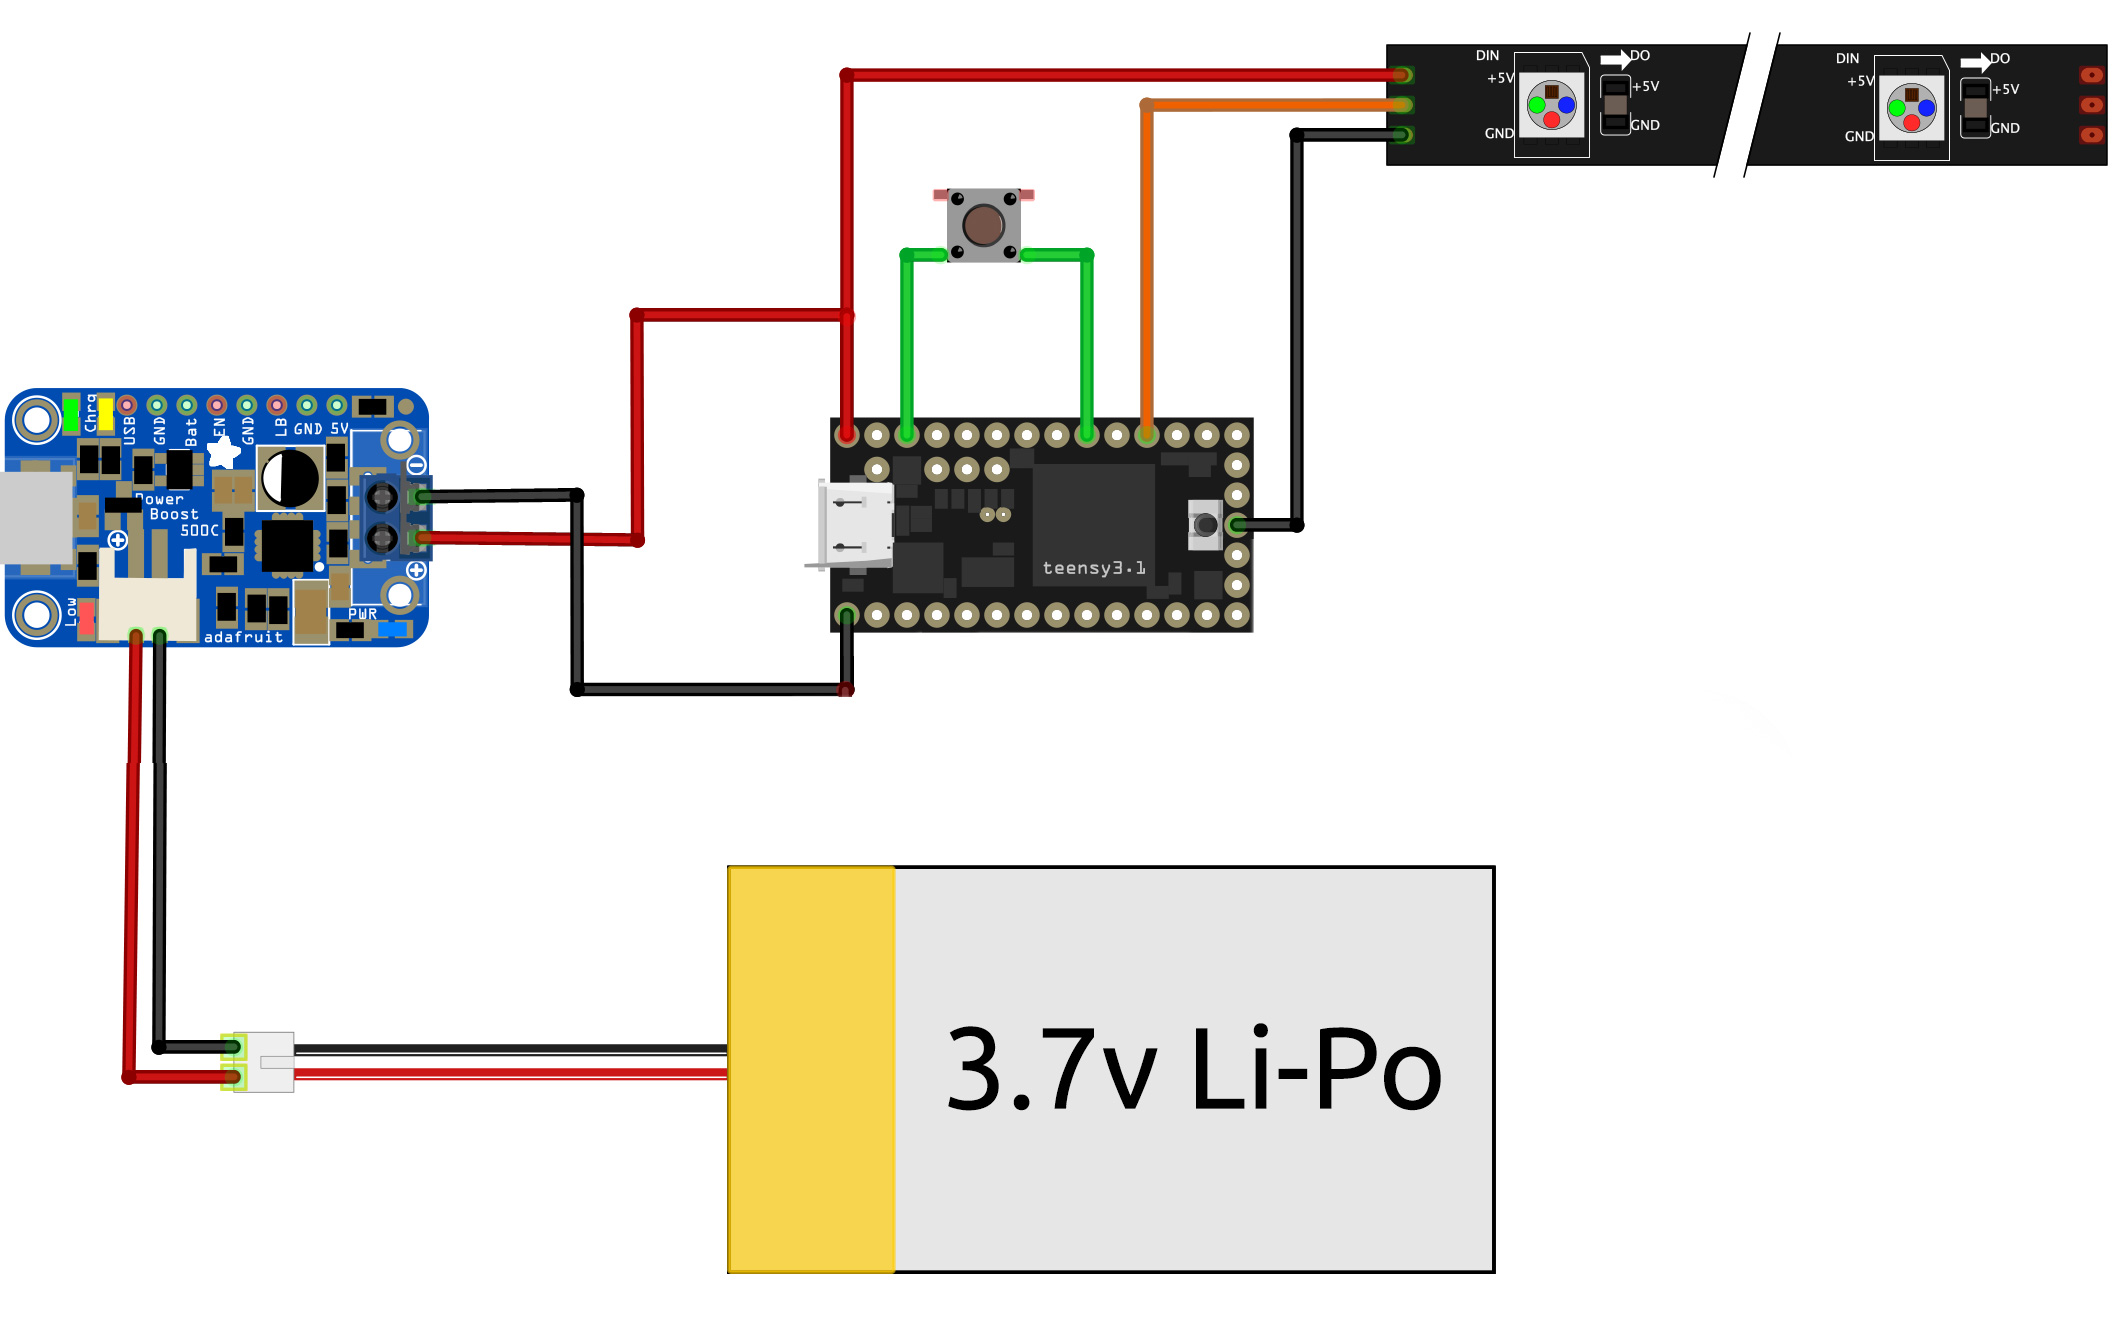 DIN
+5V
GND
DO
+5V
GND
DIN
+5V
GND
DO
+5V
GND
Chrg
USB
GND
Bat
EN
GND
LB
GND
5V
Power
Boost
500C
Low
PWR
adafruit
teensy3.1
3.7v Li-Po